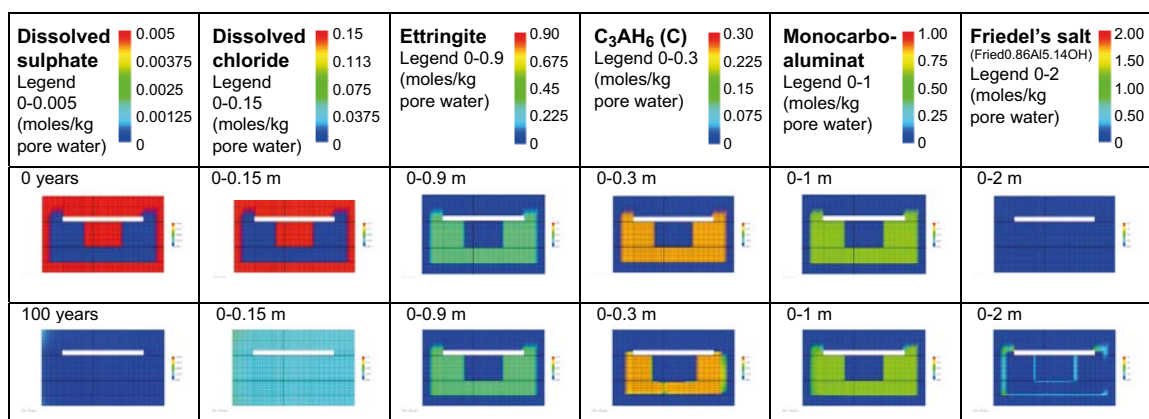 Dissolved
sulphate
Legend
0-0.005
(moles/kg
pore water)
0.005
0.00375
0.0025
0.00125
0
Dissolved
chloride
Legend
0-0.15
(moles/kg
pore water)
0.15
0.113
0.075
0.0375
0
Ettringite
Legend 0-0.9
(moles/kg
pore water)
0.90
0.675
0.45
0.225
0
C₃AH₆ (C)
Legend 0-0.3
(moles/kg
pore water)
0.30
0.225
0.15
0.075
0
Monocarbo-
aluminat
Legend 0-1
(moles/kg
pore water)
1.00
0.75
0.50
0.25
0
Friedel's salt
(Fried0.86Al5.14OH)
Legend 0-2
(moles/kg
pore water)
2.00
1.50
1.00
0.50
0
0 years
0-0.15 m
0-0.9 m
0-0.3 m
0-1 m
0-2 m
100 years
0-0.15 m
0-0.9 m
0-0.3 m
0-1 m
0-2 m